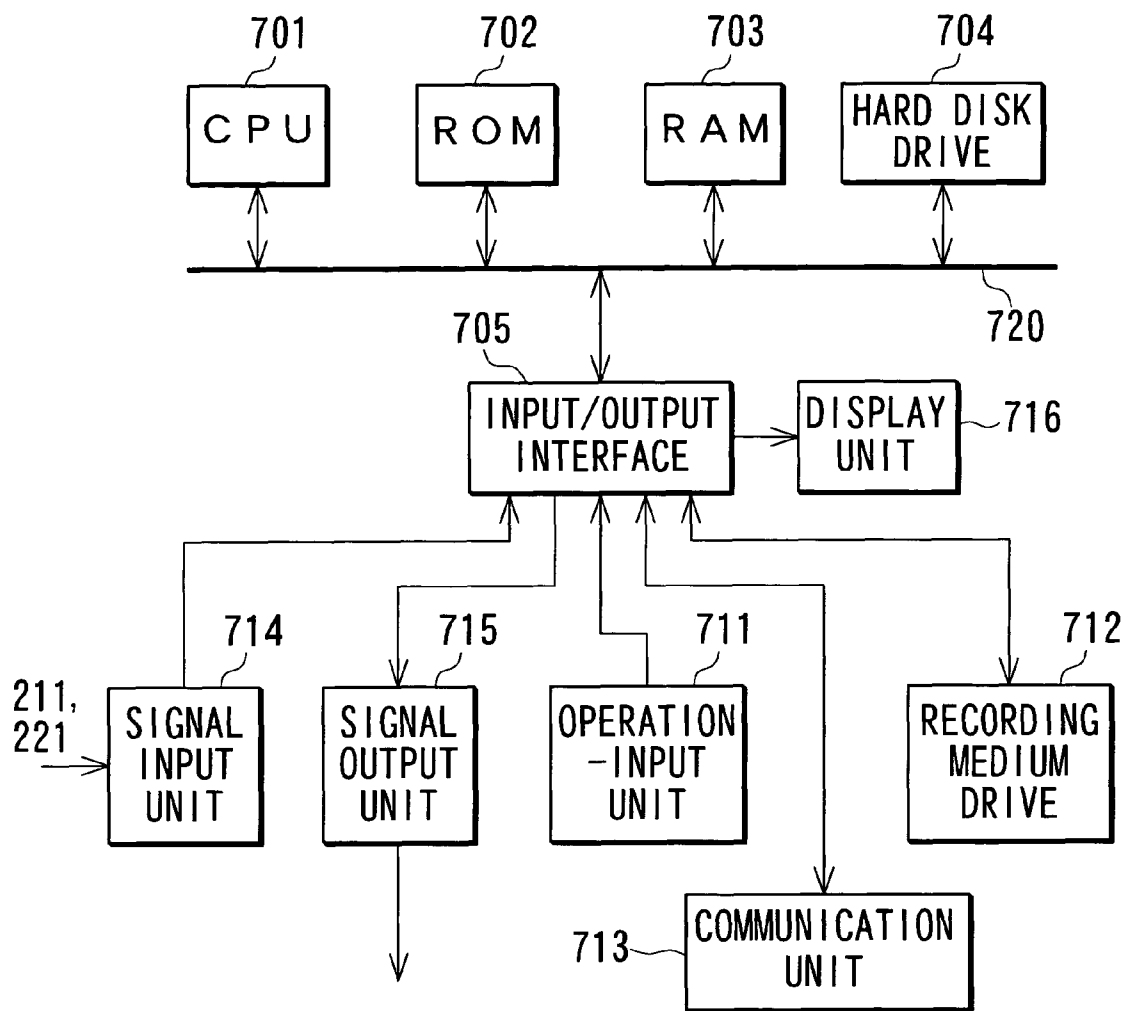 701
702
703
704
CPU
ROM
RAM
HARD DISK
DRIVE
720
705
INPUT/OUTPUT
INTERFACE
DISPLAY
UNIT
716
714
715
711
712
211,
221
SIGNAL
INPUT
UNIT
SIGNAL
OUTPUT
UNIT
OPERATION
-INPUT
UNIT
RECORDING
MEDIUM
DRIVE
713
COMMUNICATION
UNIT